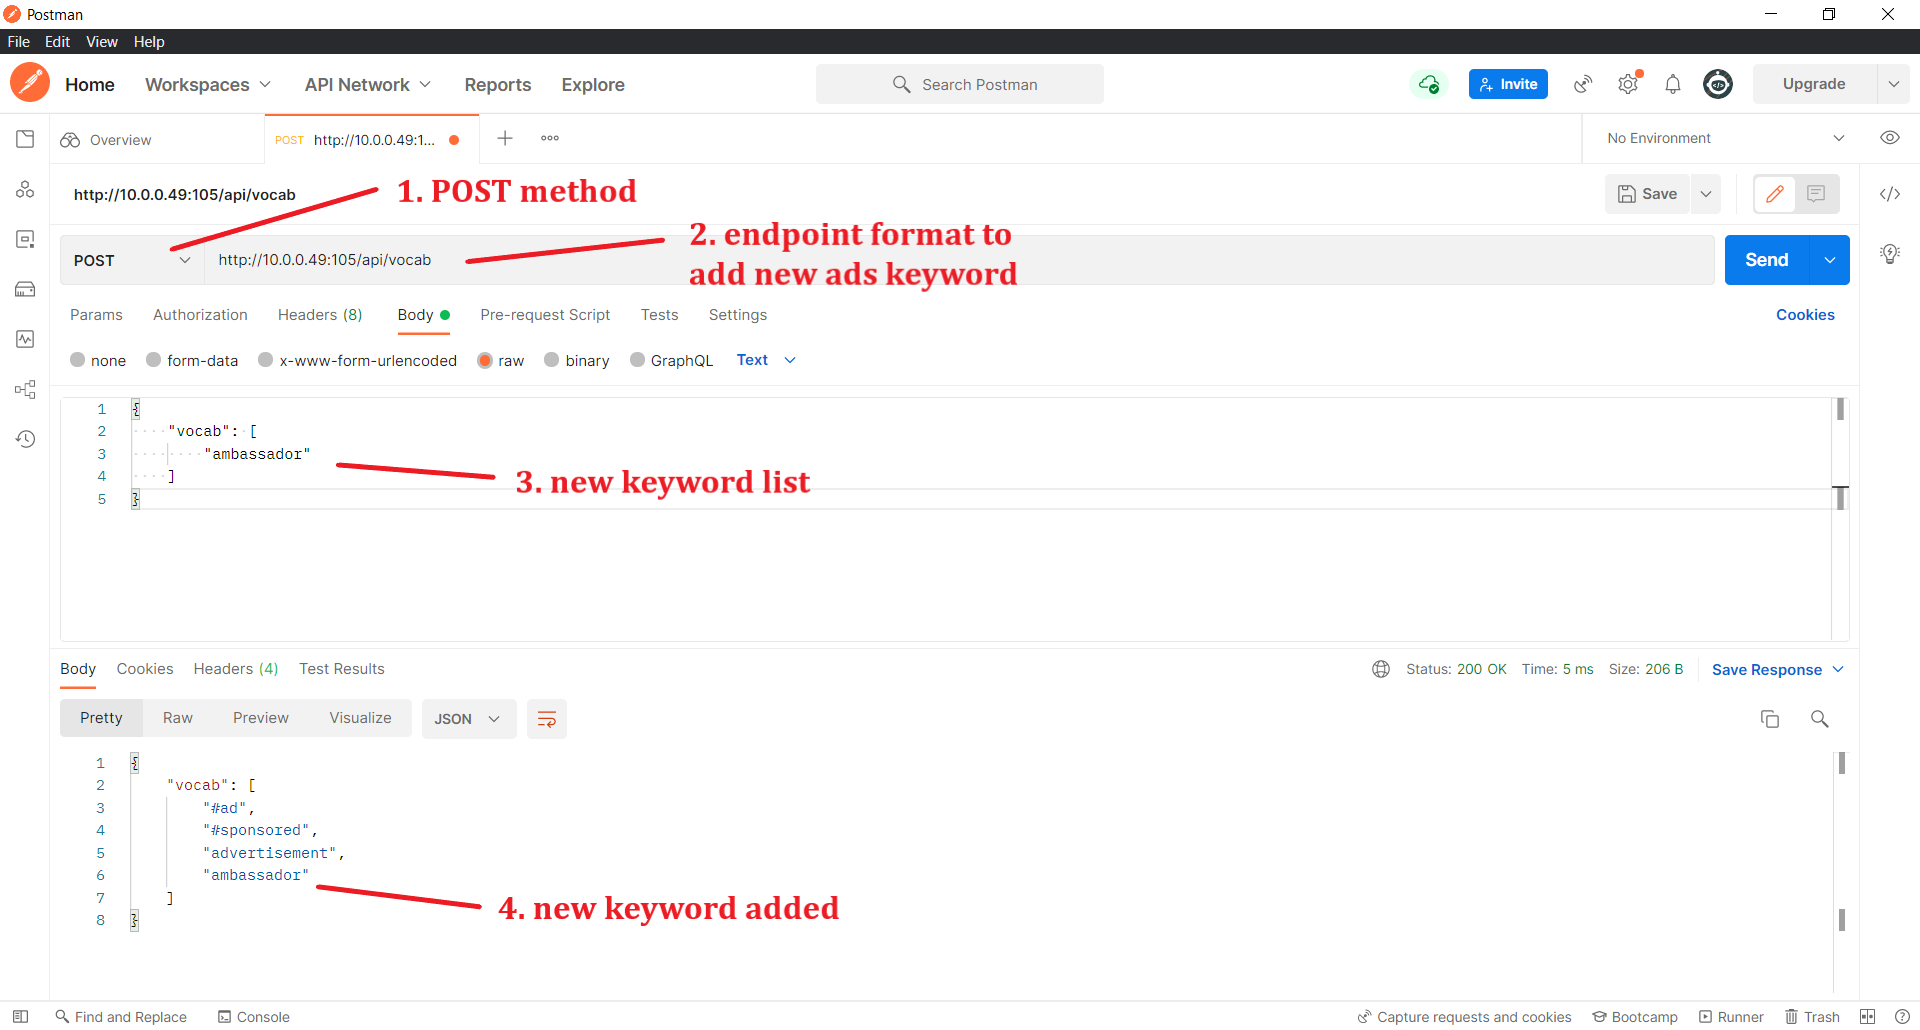 Postman
File Edit View Help
Home Workspaces API Network Reports Explore Search Postman Invite Upgrade
Overview POST http://10.0.0.49:1... No Environment
http://10.0.0.49:105/api/vocab Save
1. POST method
2. endpoint format to
add new ads keyword
POST http://10.0.0.49:105/api/vocab Send
Params Authorization Headers (8) Body Pre-request Script Tests Settings Cookies
none form-data x-www-form-urlencoded raw binary GraphQL Text
1 {
2 "vocab": [
3 "ambassador"
4 ]
5 }
3. new keyword list
Body Cookies Headers (4) Test Results Status: 200 OK Time: 5 ms Size: 206 B Save Response
Pretty Raw Preview Visualize JSON
1 {
2 "vocab": [
3 "#ad",
4 "#sponsored",
5 "advertisement",
6 "ambassador"
7 ]
8 }
4. new keyword added
Find and Replace Console Capture requests and cookies Bootcamp Runner Trash